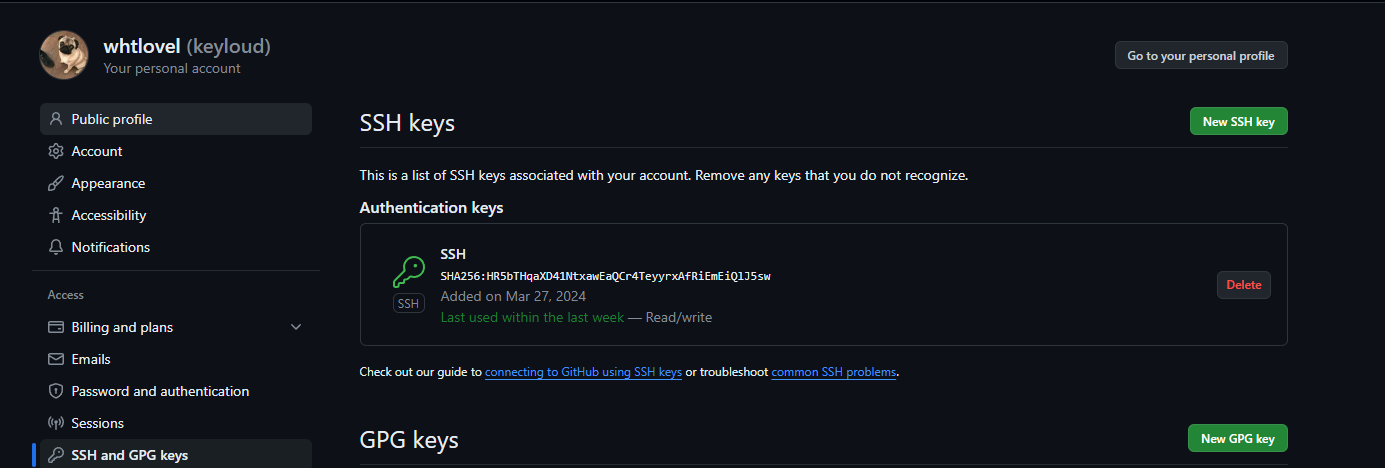 whtlovel (keyloud)
Your personal account
Go to your personal profile
Public profile
Account
Appearance
Accessibility
Notifications
Access
Billing and plans
Emails
Password and authentication
Sessions
SSH and GPG keys
SSH keys
New SSH key
This is a list of SSH keys associated with your account. Remove any keys that you do not recognize.
Authentication keys
SSH
SSH
SHA256:HR5bTHqaXD41NtxawEaQCr4TeyyrxAfRiEmEiQ1J5sw
Added on Mar 27, 2024
Last used within the last week — Read/write
Delete
Check out our guide to connecting to GitHub using SSH keys or troubleshoot common SSH problems.
GPG keys
New GPG key